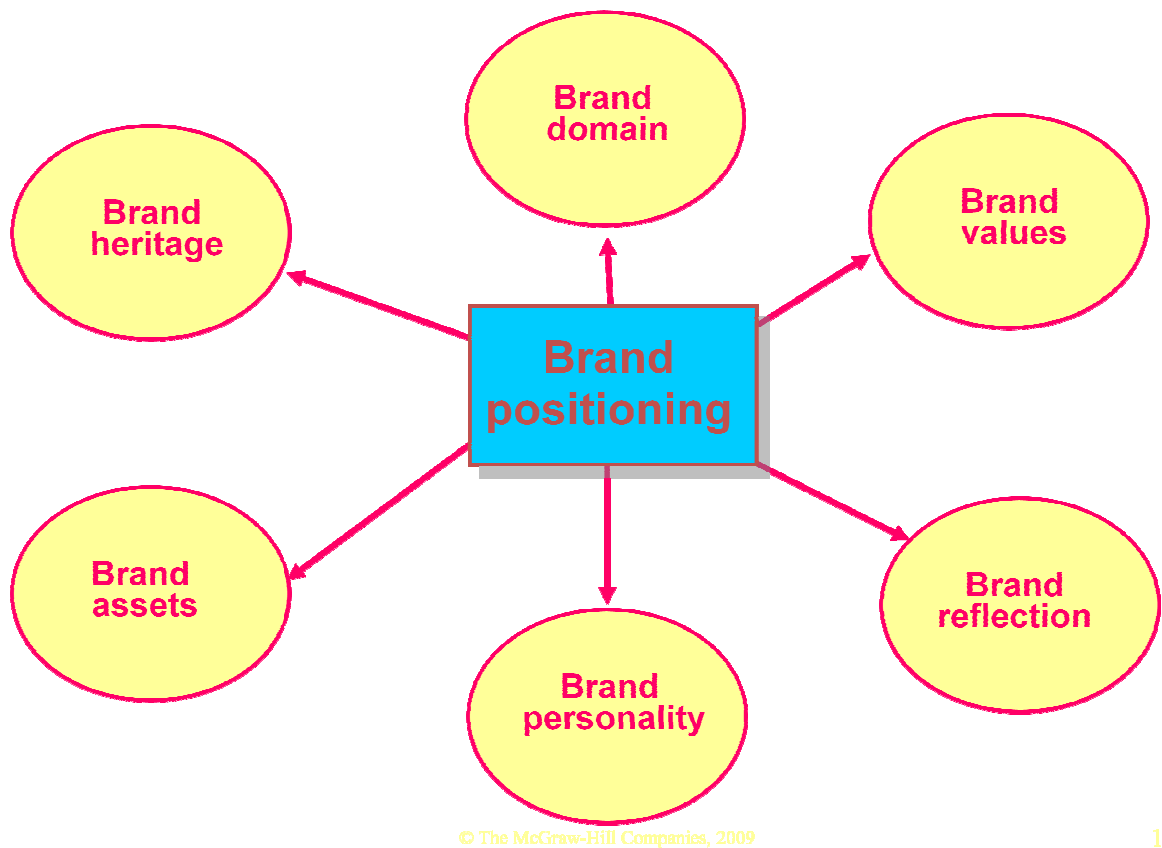 Brand
domain
Brand
heritage
Brand
values
Brand
positioning
Brand
assets
Brand
reflection
Brand
personality
© The McGraw-Hill Companies, 2009
1